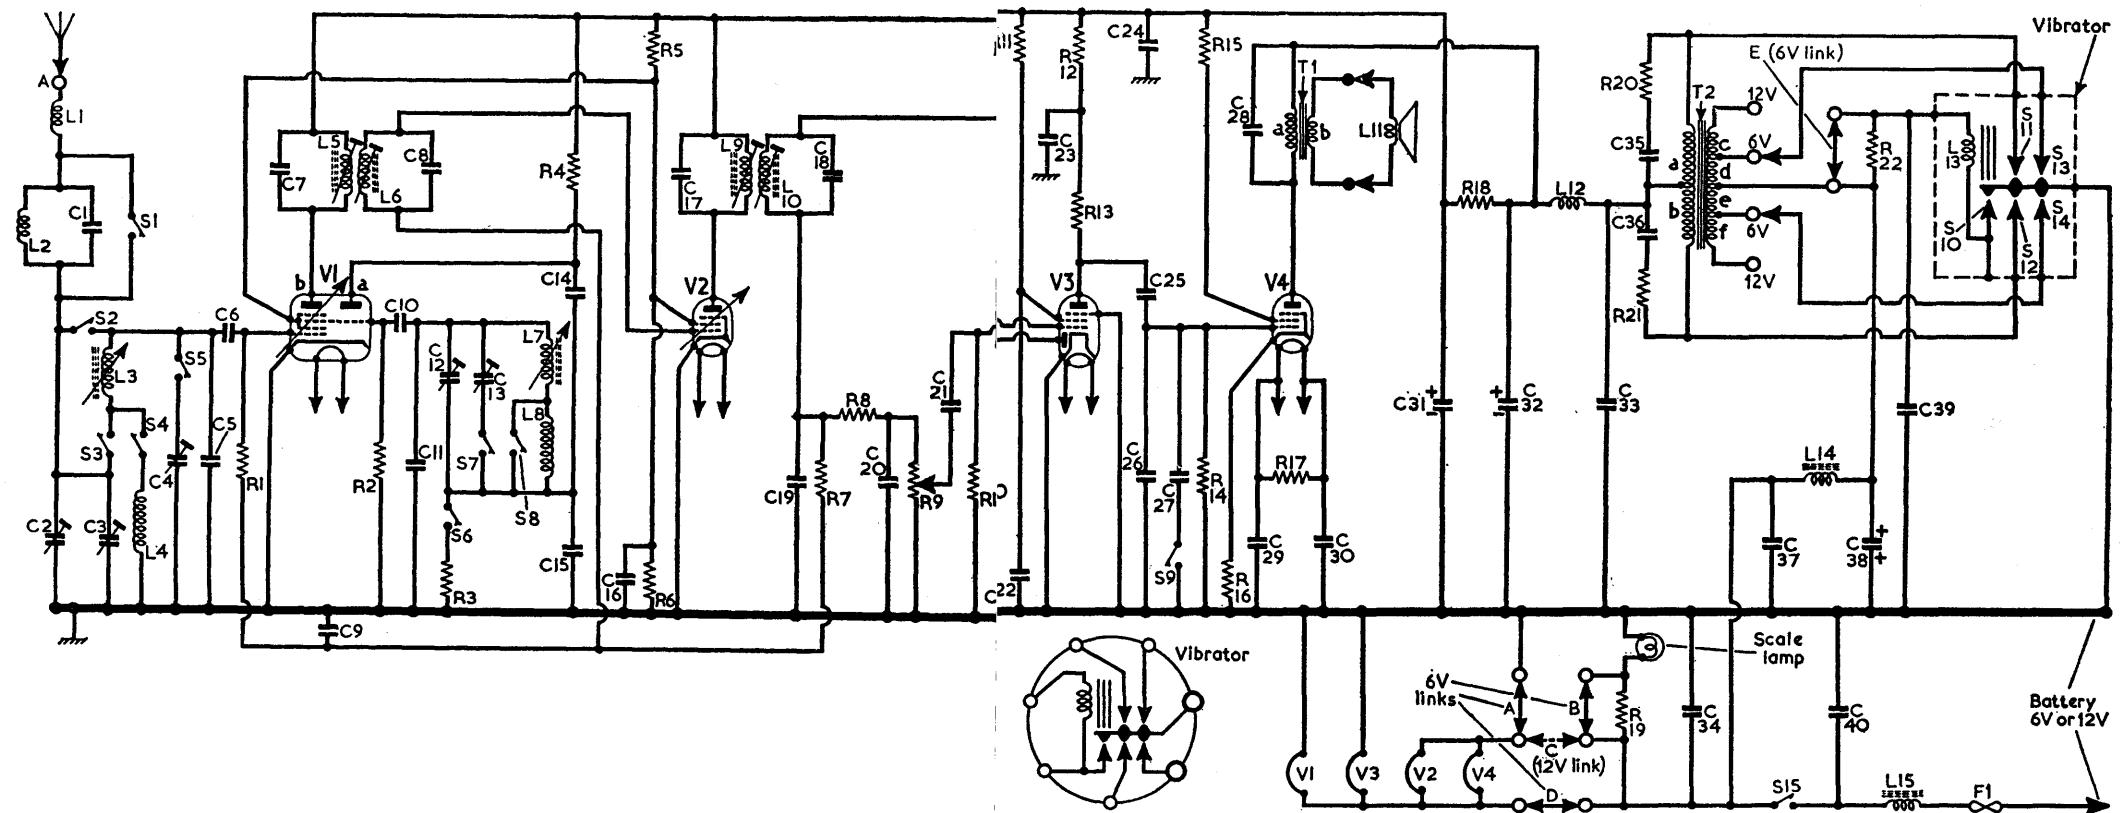 A
L1
L2
C1
S1
S2
L3
S3
S4
S5
C2
C3
L4
C4
C5
C6
R1
C7
L5
L6
C8
V1
b
a
C9
R2
C10
C11
C12
C13
L7
L8
S7
S8
S6
R3
R4
R5
C14
C15
C16
R6
V2
C17
L9
L10
C18
C19
R7
R8
C20
R9
C21
C22
R12
C23
R13
C24
V3
C25
C26
C27
S9
R14
R15
R16
V4
C28
T1
a
b
L11
R17
C29
C30
C31
+
-
R18
C32
+
-
L12
C33
R20
C35
C36
R21
T2
a
b
c
d
e
f
12V
6V
6V
12V
E (6V link)
R22
Vibrator
L13
S11
S13
S10
S12
S14
C39
L14
C37
C38
+
+
Vibrator
V1
V3
V2
V4
6V
links
A
B
C
(12V link)
D
R19
Scale
lamp
C34
C40
S15
L15
F1
Battery
6V or 12V